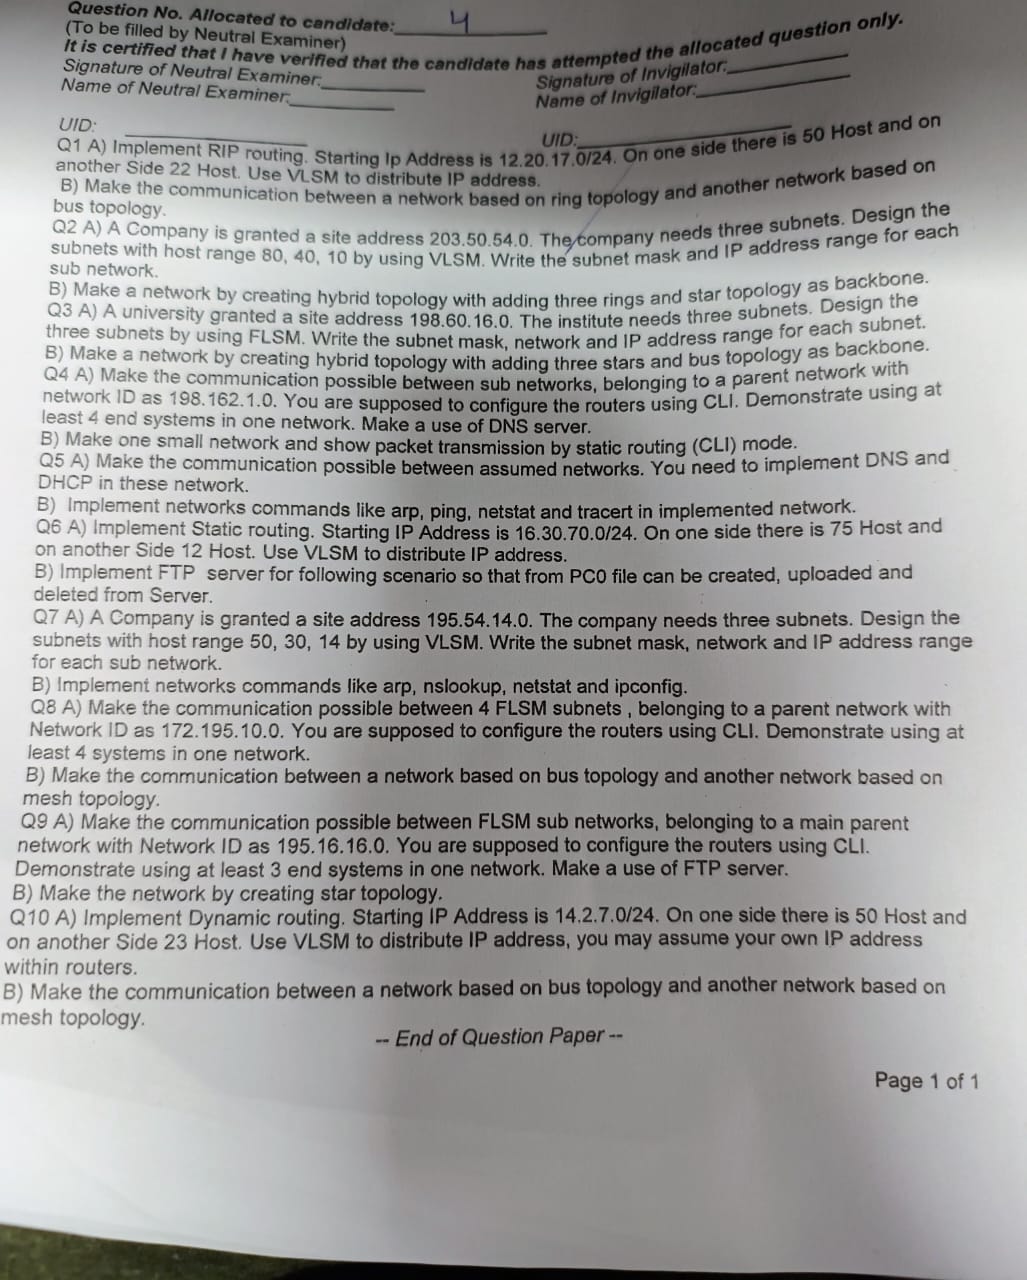 Question No. Allocated to candidate: 4
(To be filled by Neutral Examiner)
It is certified that I have verified that the candidate has attempted the allocated question only.
Signature of Neutral Examiner: Signature of Invigilator:
Name of Neutral Examiner: Name of Invigilator:
UID: UID:
Q1 A) Implement RIP routing. Starting Ip Address is 12.20.17.0/24. On one side there is 50 Host and on
another Side 22 Host. Use VLSM to distribute IP address.
B) Make the communication between a network based on ring topology and another network based on
bus topology.
Q2 A) A Company is granted a site address 203.50.54.0. The company needs three subnets. Design the
subnets with host range 80, 40, 10 by using VLSM. Write the subnet mask and IP address range for each
sub network.
B) Make a network by creating hybrid topology with adding three rings and star topology as backbone.
Q3 A) A university granted a site address 198.60.16.0. The institute needs three subnets. Design the
three subnets by using FLSM. Write the subnet mask, network and IP address range for each subnet.
B) Make a network by creating hybrid topology with adding three stars and bus topology as backbone.
Q4 A) Make the communication possible between sub networks, belonging to a parent network with
network ID as 198.162.1.0. You are supposed to configure the routers using CLI. Demonstrate using at
least 4 end systems in one network. Make a use of DNS server.
B) Make one small network and show packet transmission by static routing (CLI) mode.
Q5 A) Make the communication possible between assumed networks. You need to implement DNS and
DHCP in these network.
B) Implement networks commands like arp, ping, netstat and tracert in implemented network.
Q6 A) Implement Static routing. Starting IP Address is 16.30.70.0/24. On one side there is 75 Host and
on another Side 12 Host. Use VLSM to distribute IP address.
B) Implement FTP server for following scenario so that from PC0 file can be created, uploaded and
deleted from Server.
Q7 A) A Company is granted a site address 195.54.14.0. The company needs three subnets. Design the
subnets with host range 50, 30, 14 by using VLSM. Write the subnet mask, network and IP address range
for each sub network.
B) Implement networks commands like arp, nslookup, netstat and ipconfig.
Q8 A) Make the communication possible between 4 FLSM subnets , belonging to a parent network with
Network ID as 172.195.10.0. You are supposed to configure the routers using CLI. Demonstrate using at
least 4 systems in one network.
B) Make the communication between a network based on bus topology and another network based on
mesh topology.
Q9 A) Make the communication possible between FLSM sub networks, belonging to a main parent
network with Network ID as 195.16.16.0. You are supposed to configure the routers using CLI.
Demonstrate using at least 3 end systems in one network. Make a use of FTP server.
B) Make the network by creating star topology.
Q10 A) Implement Dynamic routing. Starting IP Address is 14.2.7.0/24. On one side there is 50 Host and
on another Side 23 Host. Use VLSM to distribute IP address, you may assume your own IP address
within routers.
B) Make the communication between a network based on bus topology and another network based on
mesh topology.
-- End of Question Paper --
Page 1 of 1